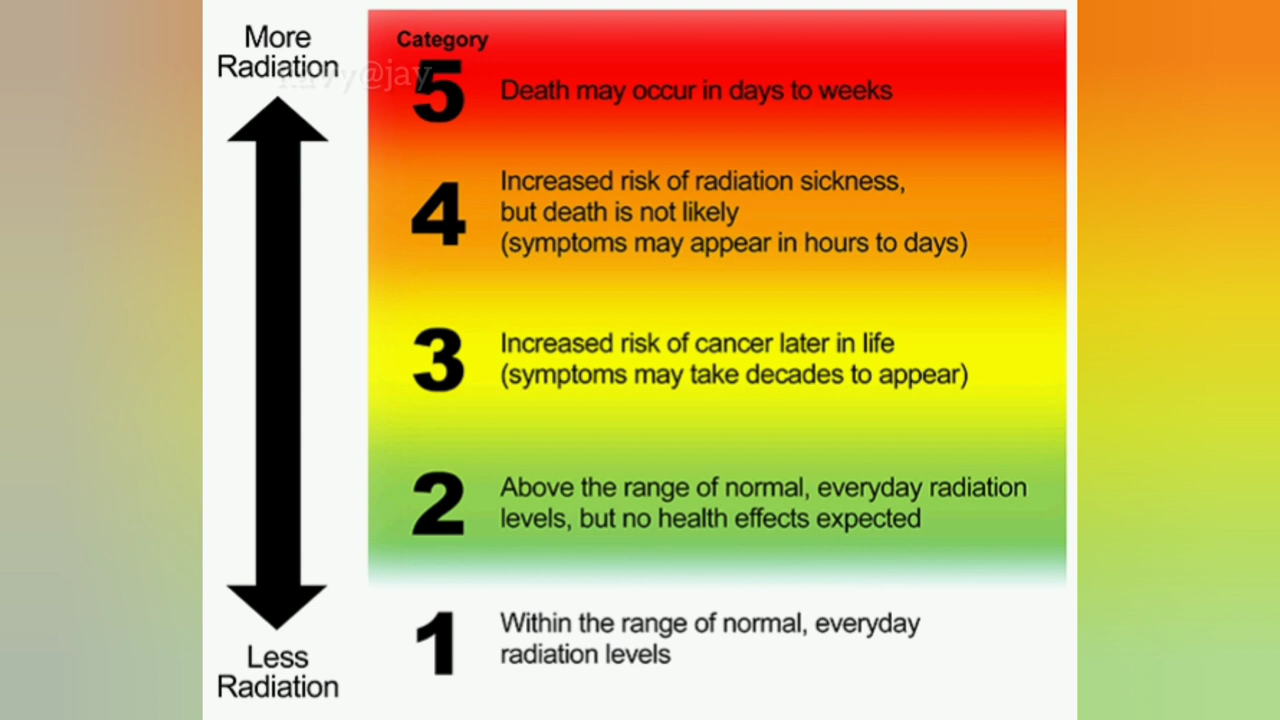 More
Radiation
Category
5
Death may occur in days to weeks
4
Increased risk of radiation sickness,
but death is not likely
(symptoms may appear in hours to days)
3
Increased risk of cancer later in life
(symptoms may take decades to appear)
2
Above the range of normal, everyday radiation
levels, but no health effects expected
1
Within the range of normal, everyday
radiation levels
Less
Radiation